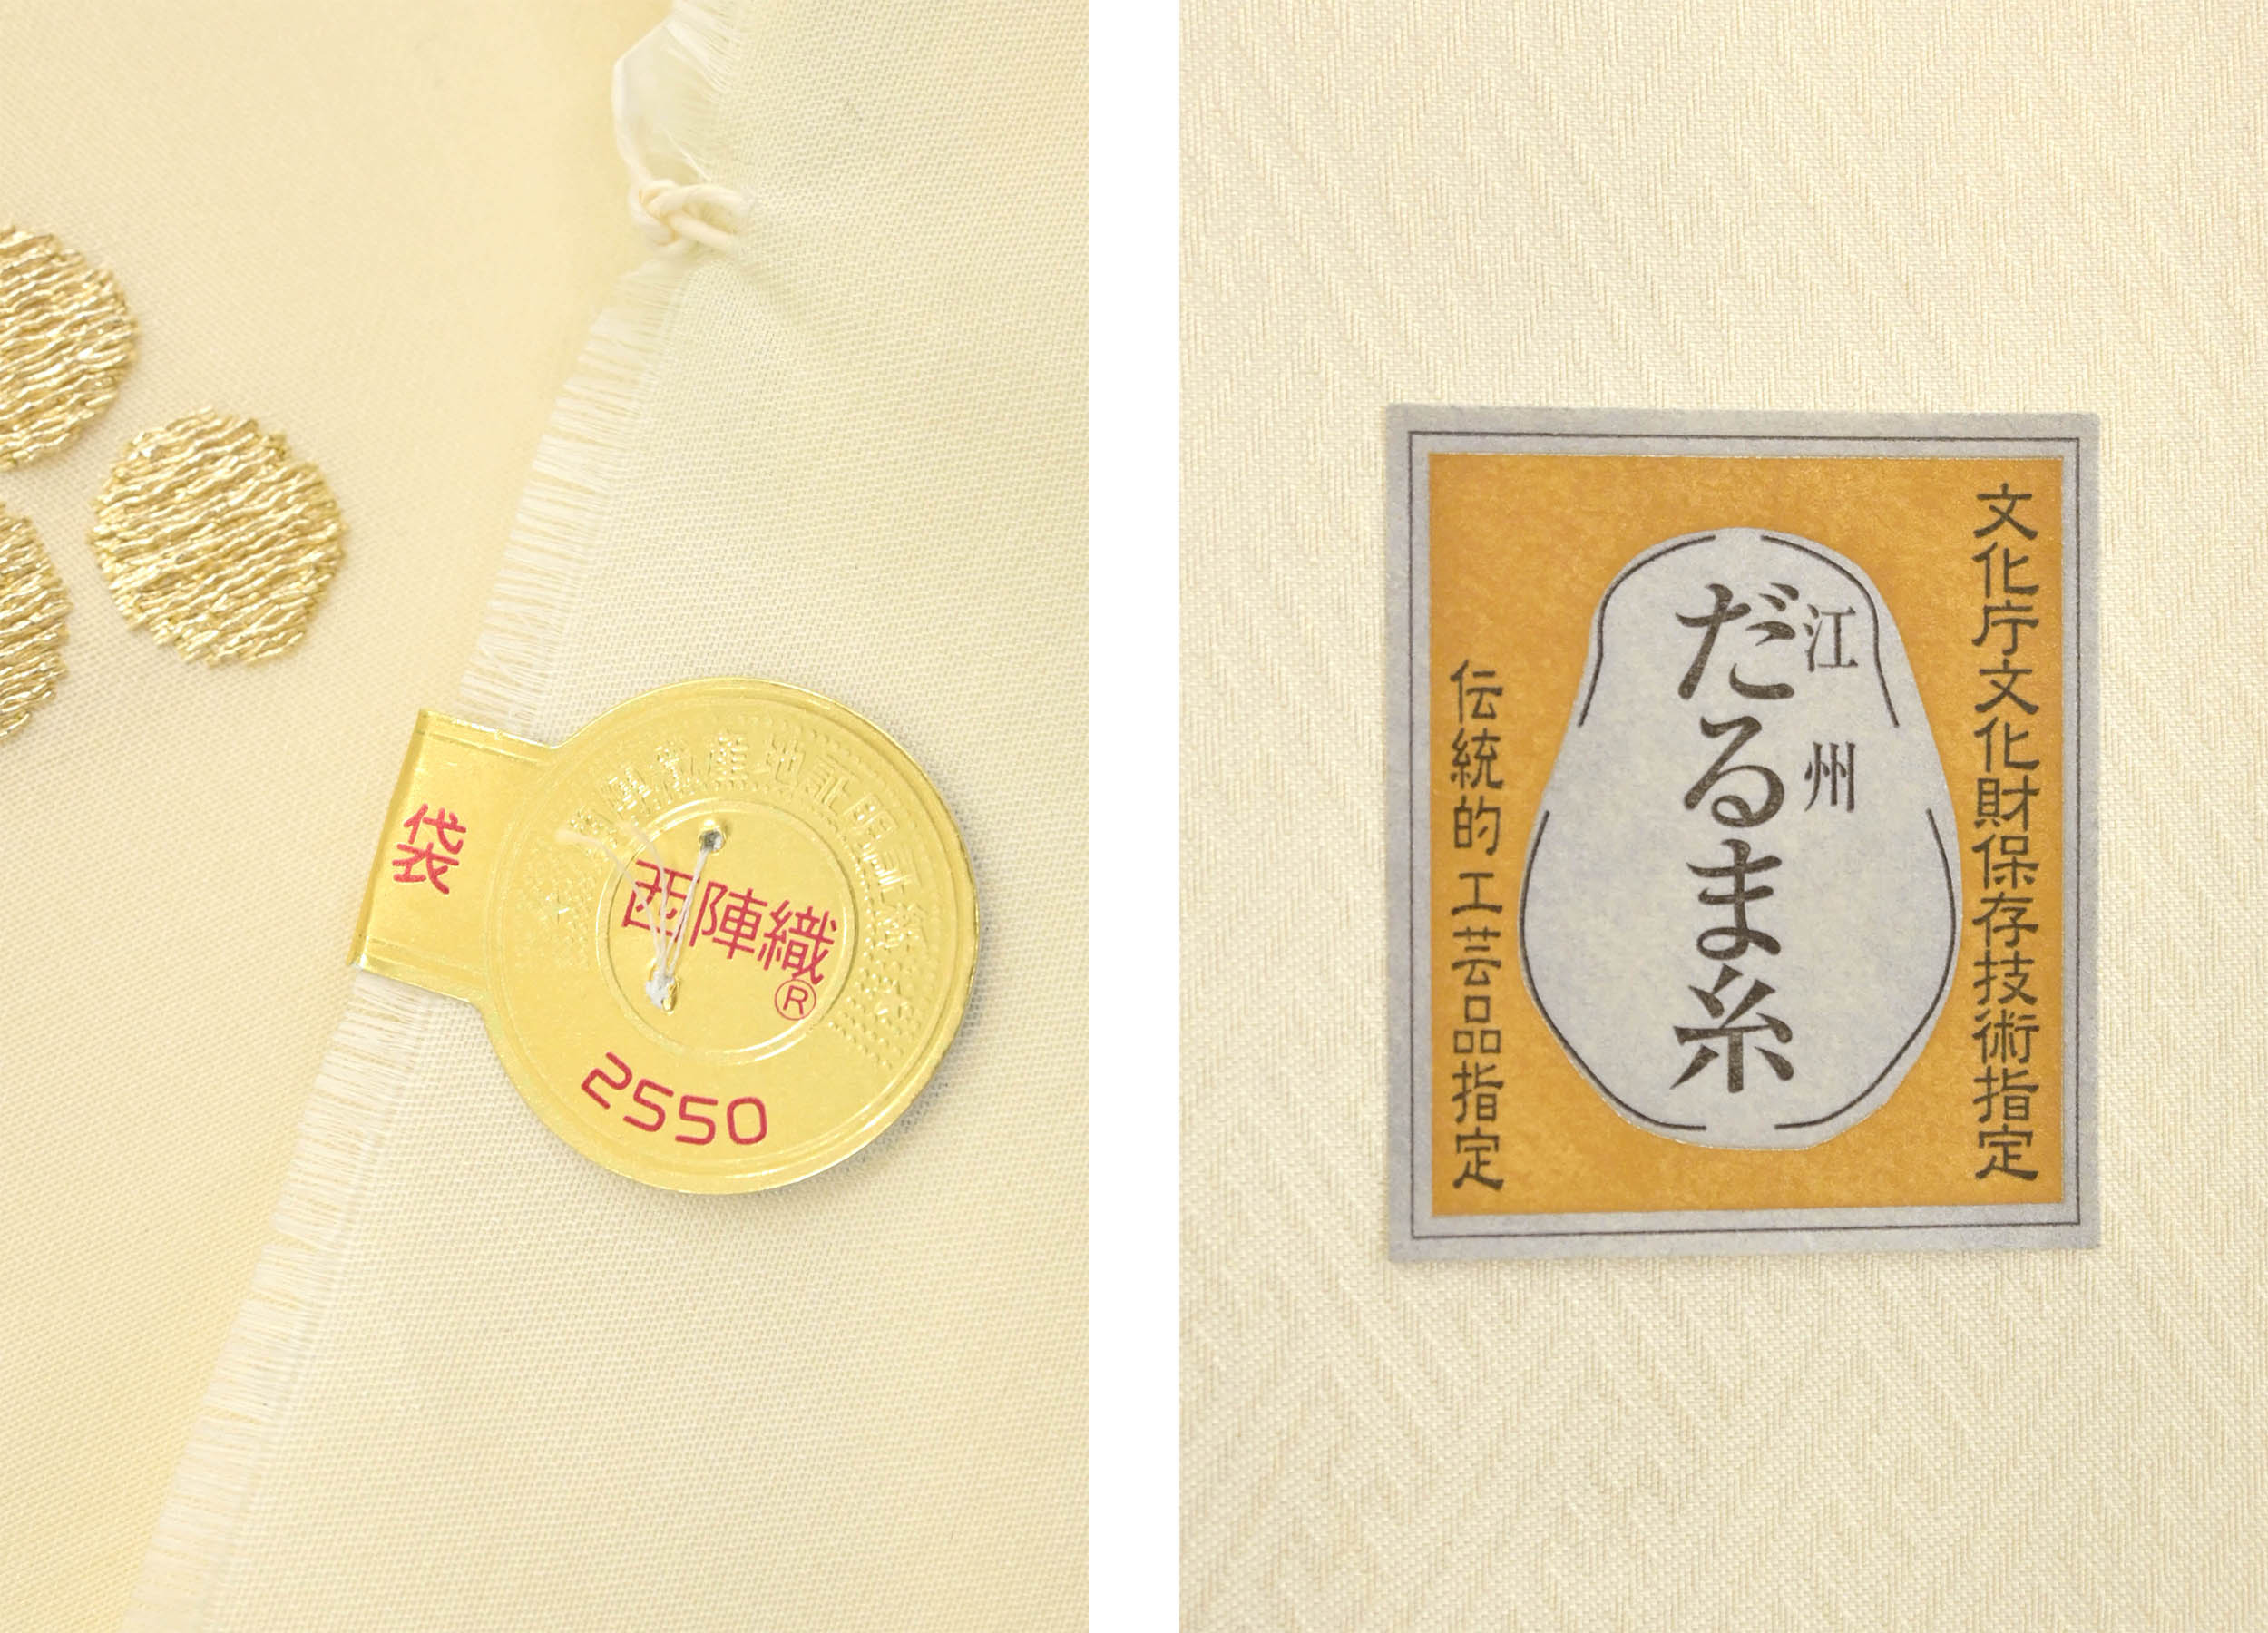 袋
西陣織®
2550
文化庁文化財保存技術指定
江州
だるま糸
伝統的工芸品指定